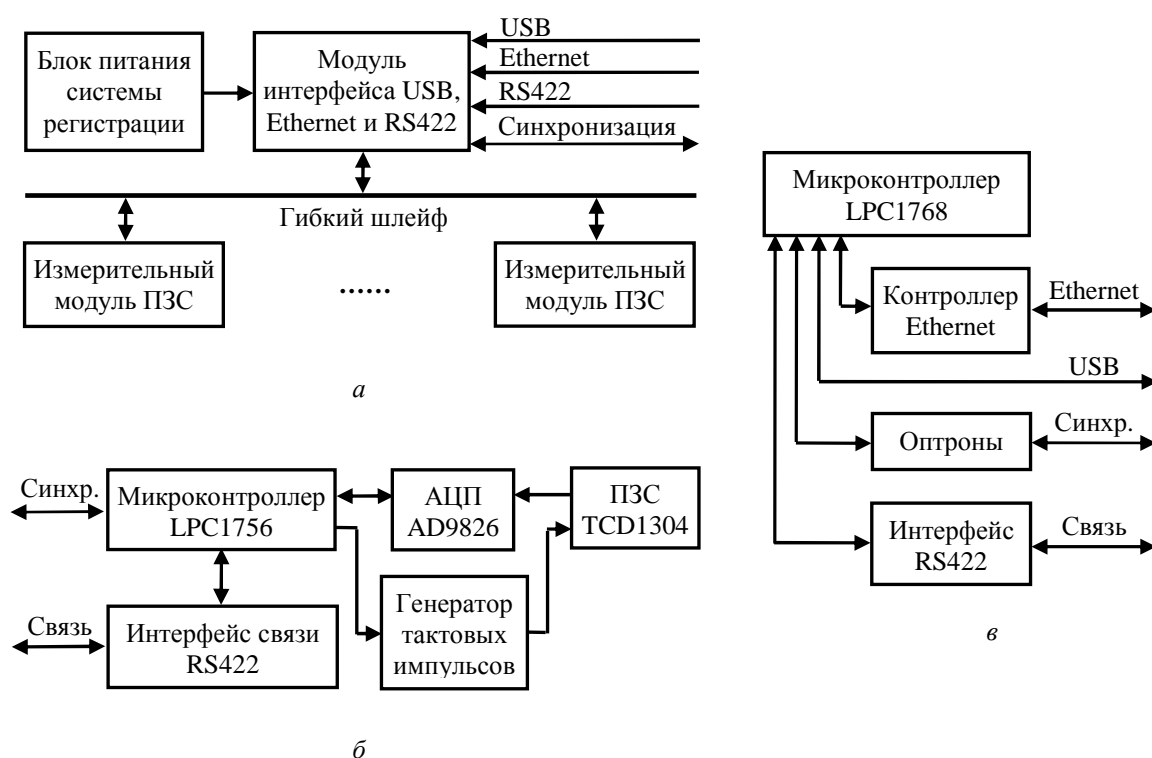 Блок питания
системы
регистрации
Модуль
интерфейса USB,
Ethernet и RS422
USB
Ethernet
RS422
Синхронизация
Гибкий шлейф
Измерительный
модуль ПЗС
......
Измерительный
модуль ПЗС
а
Синхр.
Микроконтроллер
LPC1756
АЦП
AD9826
ПЗС
TCD1304
Связь
Интерфейс связи
RS422
Генератор
тактовых
импульсов
б
Микроконтроллер
LPC1768
Контроллер
Ethernet
Ethernet
USB
Оптроны
Синхр.
Интерфейс
RS422
Связь
в